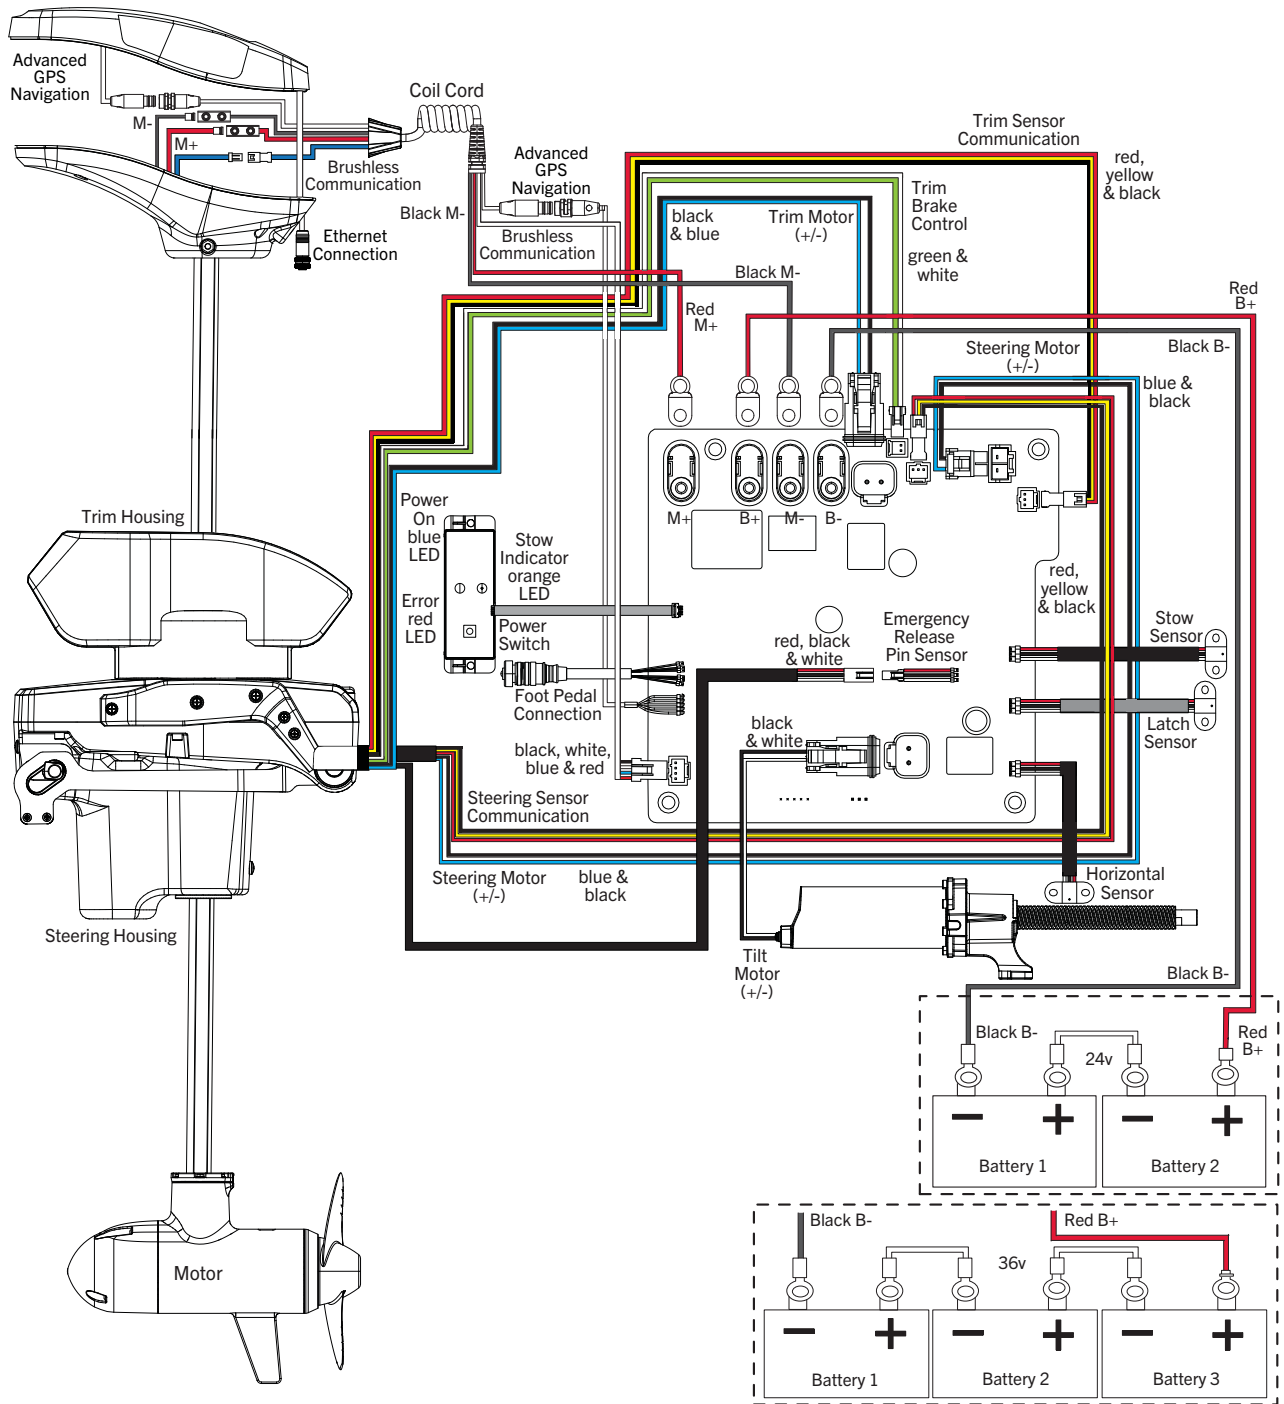 Advanced
GPS
Navigation
M-
M+
Coil Cord
Brushless
Communication
Ethernet
Connection
Black M-
Advanced
GPS
Navigation
Brushless
Communication
black
& blue
Trim Motor
(+/-)
Trim
Brake
Control
green &
white
Trim Sensor
Communication
red,
yellow
& black
Black M-
Red
M+
Red
B+
Black B-
Steering Motor
(+/-)
blue &
black
M+
B+
M-
B-
Trim Housing
Power
On
blue
LED
Stow
Indicator
orange
LED
Error
red
LED
Power
Switch
Foot Pedal
Connection
red, black
& white
Emergency
Release
Pin Sensor
red,
yellow
& black
Stow
Sensor
Latch
Sensor
black
& white
black, white,
blue & red
Steering Sensor
Communication
Steering Motor
(+/-)
blue &
black
Horizontal
Sensor
Steering Housing
Tilt
Motor
(+/-)
Black B-
Black B-
24v
Red
B+
Battery 1
Battery 2
Motor
Black B-
Red B+
36v
Battery 1
Battery 2
Battery 3